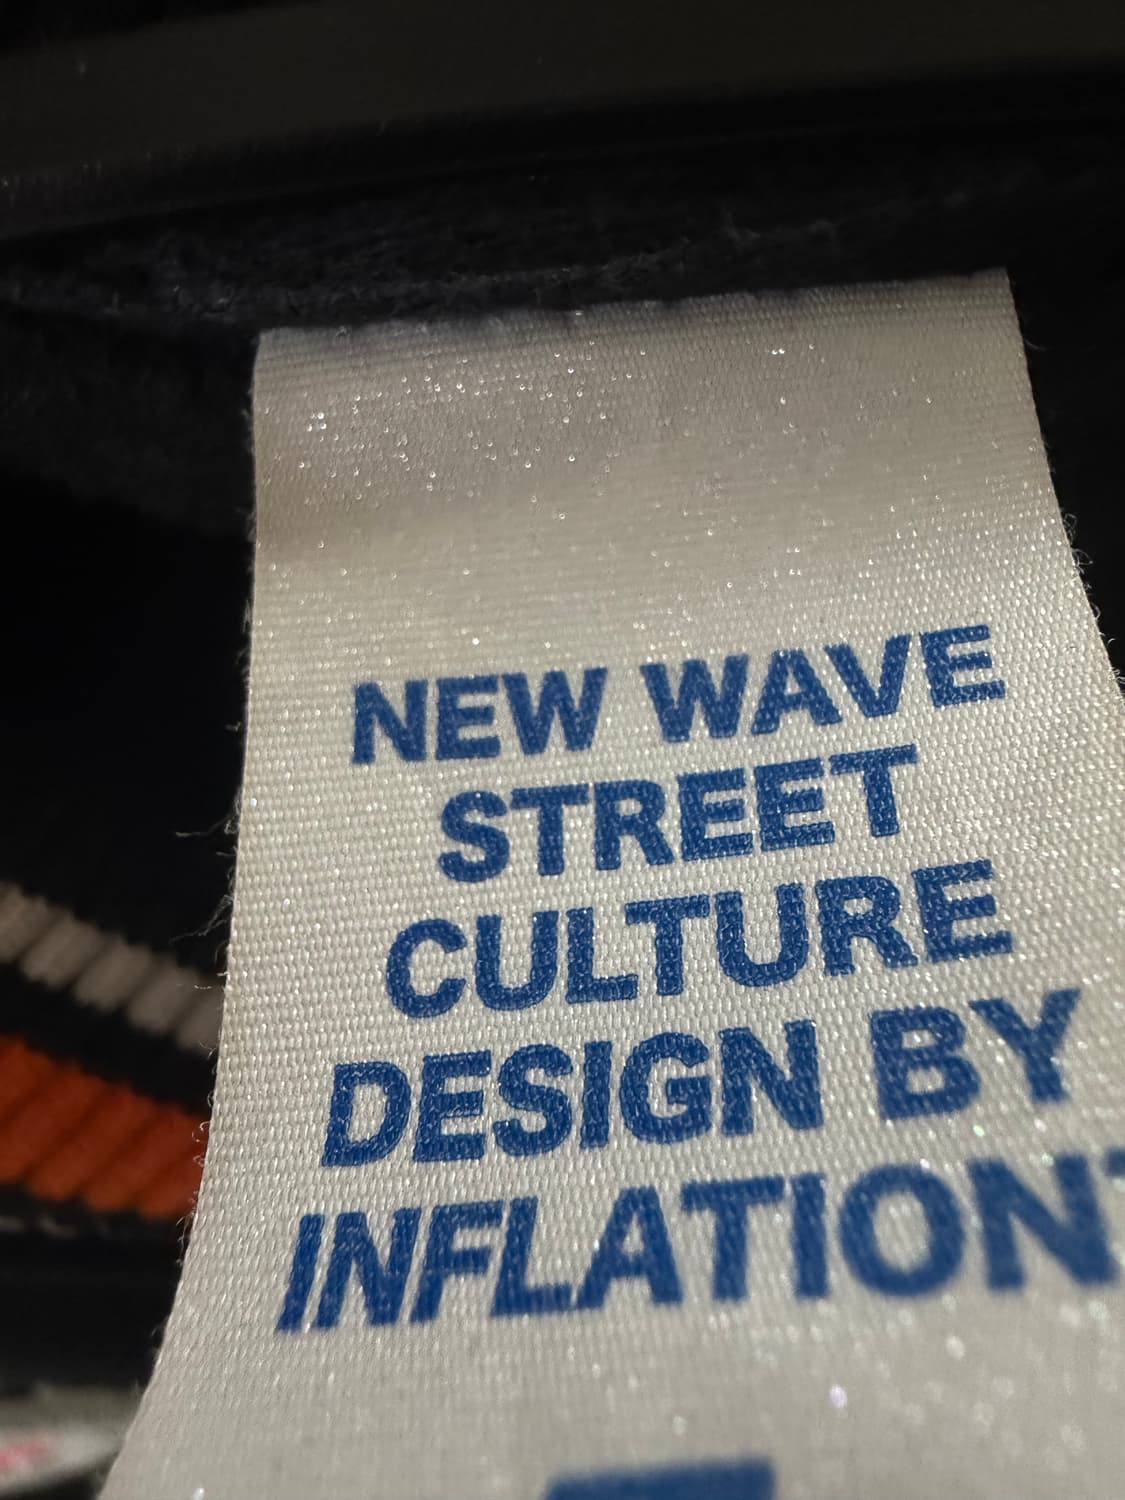 NEW WAVE
STREET
CULTURE
DESIGN BY
INFLATION